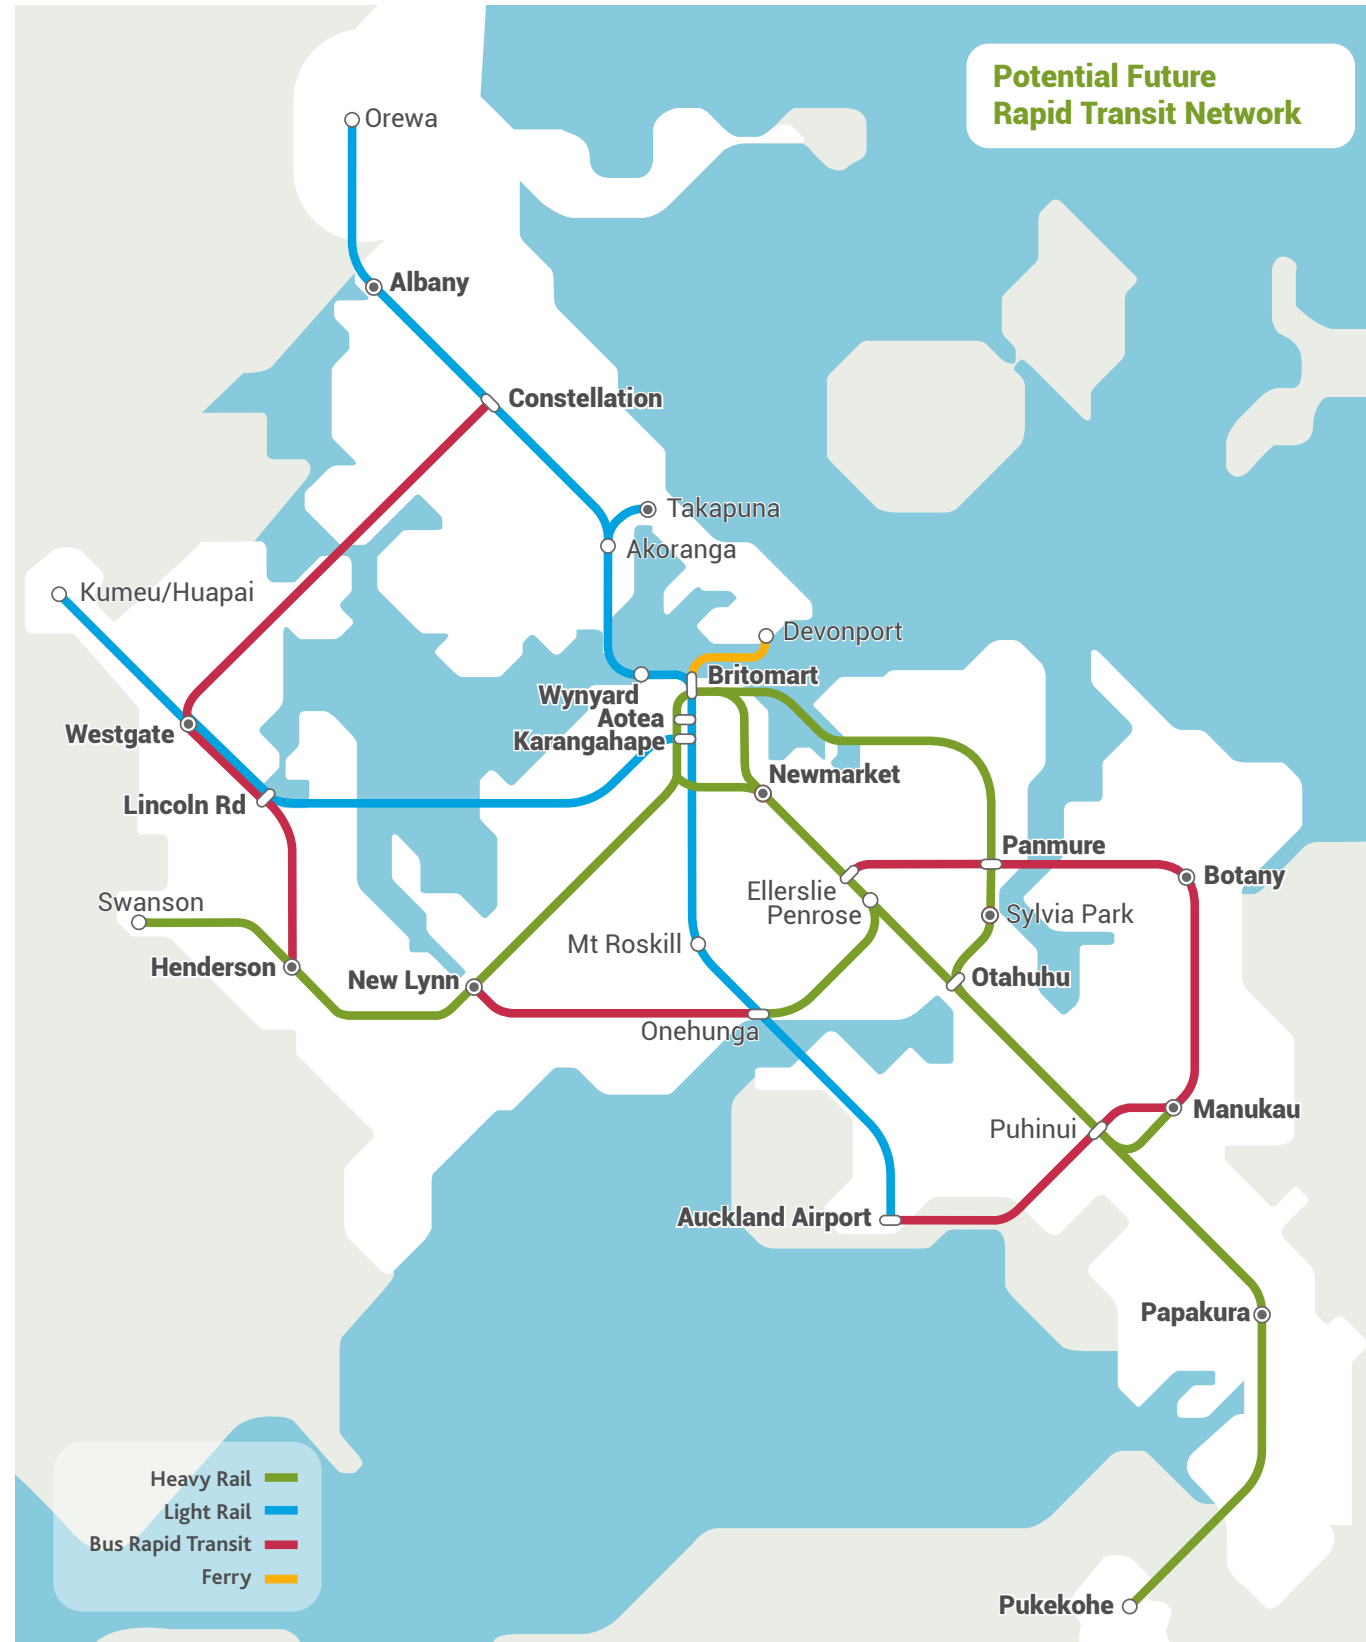 Potential Future
Rapid Transit Network
Orewa
Albany
Constellation
Takapuna
Akoranga
Kumeu/Huapai
Devonport
Britomart
Wynyard
Aotea
Karangahape
Westgate
Newmarket
Lincoln Rd
Panmure
Botany
Ellerslie
Penrose
Swanson
Sylvia Park
Mt Roskill
Henderson
New Lynn
Otahuhu
Onehunga
Manukau
Puhinui
Auckland Airport
Papakura
Heavy Rail
Light Rail
Bus Rapid Transit
Ferry
Pukekohe